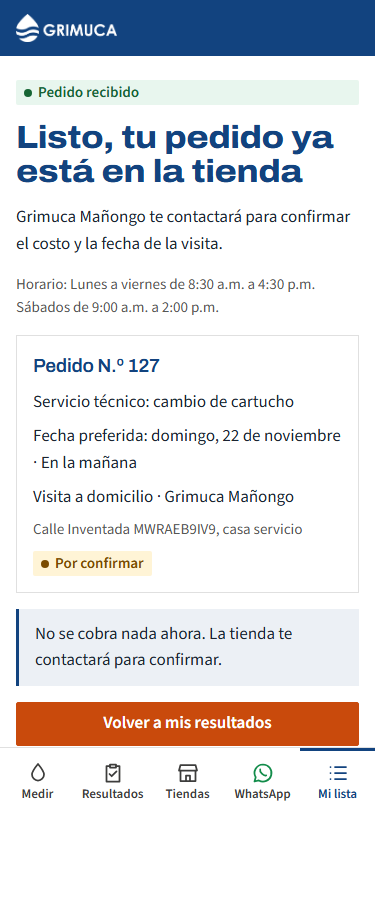 GRIMUCA
Pedido recibido
Listo, tu pedido ya
está en la tienda
Grimuca Mañongo te contactará para confirmar
el costo y la fecha de la visita.
Horario: Lunes a viernes de 8:30 a.m. a 4:30 p.m.
Sábados de 9:00 a.m. a 2:00 p.m.
Pedido N.º 127
Servicio técnico: cambio de cartucho
Fecha preferida: domingo, 22 de noviembre
· En la mañana
Visita a domicilio · Grimuca Mañongo
Calle Inventada MWRAEB9IV9, casa servicio
Por confirmar
No se cobra nada ahora. La tienda te
contactará para confirmar.
Volver a mis resultados
Medir Resultados Tiendas WhatsApp Mi lista